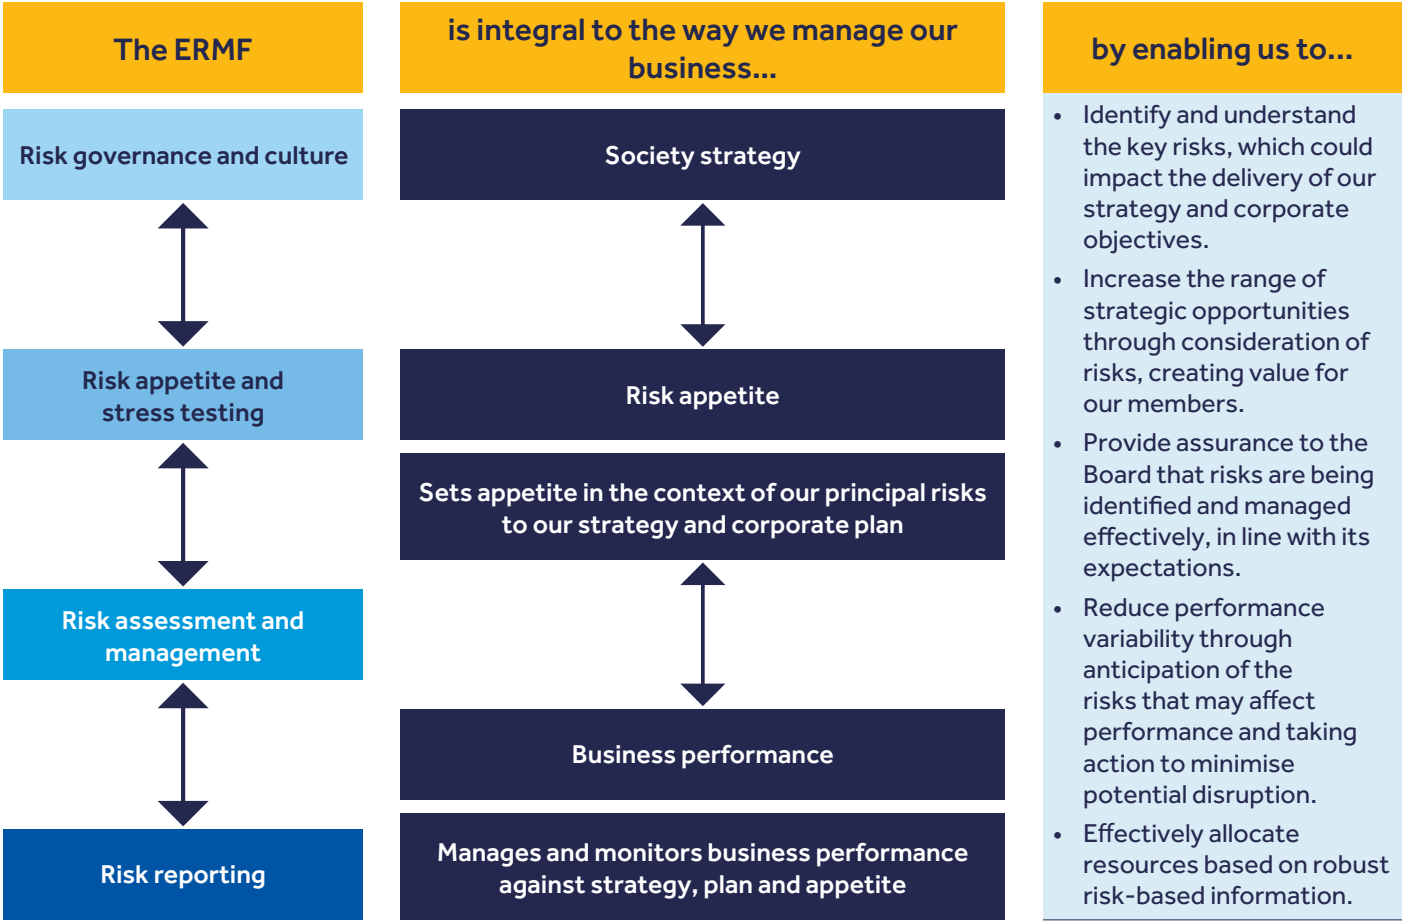 The ERMF
Risk governance and culture
Risk appetite and
stress testing
Risk assessment and
management
Risk reporting
is integral to the way we manage our
business...
Society strategy
Risk appetite
Sets appetite in the context of our principal risks
to our strategy and corporate plan
Business performance
Manages and monitors business performance
against strategy, plan and appetite
by enabling us to...
• Identify and understand
the key risks, which could
impact the delivery of our
strategy and corporate
objectives.
• Increase the range of
strategic opportunities
through consideration of
risks, creating value for
our members.
• Provide assurance to the
Board that risks are being
identified and managed
effectively, in line with its
expectations.
• Reduce performance
variability through
anticipation of the
risks that may affect
performance and taking
action to minimise
potential disruption.
• Effectively allocate
resources based on robust
risk-based information.